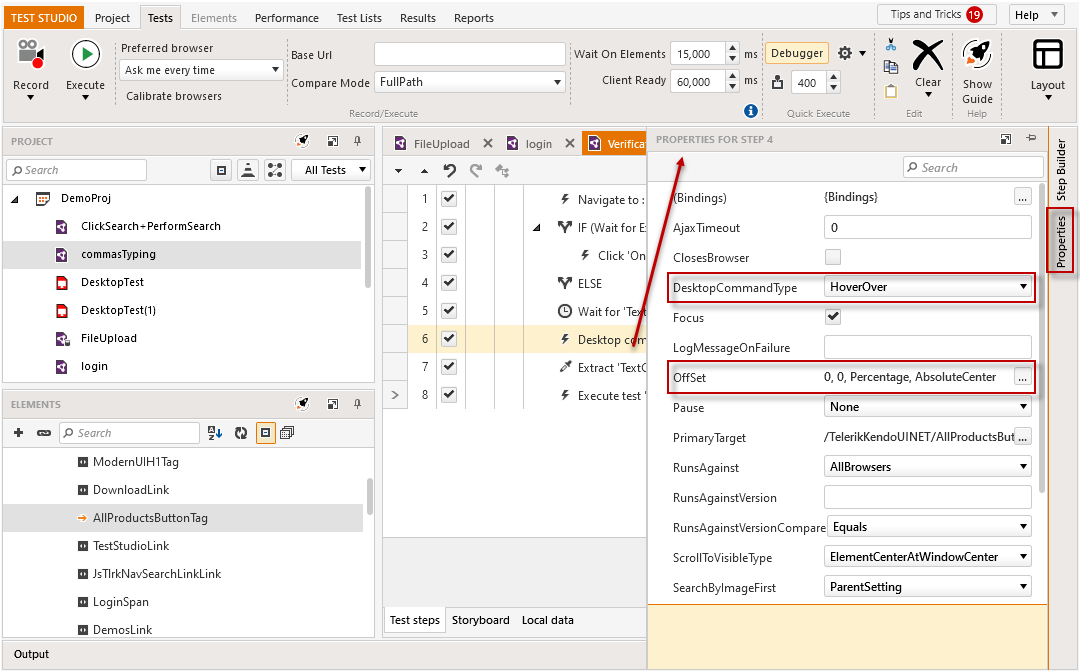 TEST STUDIO Project Tests Elements Performance Test Lists Results Reports Tips and Tricks 19 Help
Record
Execute
Preferred browser
Ask me every time
Calibrate browsers
Base Url
Compare Mode FullPath
Wait On Elements 15,000 ms
Client Ready 60,000 ms
Record/Execute
Debugger
400
Quick Execute
Clear
Edit
Show
Guide
Help
Layout
PROJECT
Search All Tests
DemoProj
ClickSearch+PerformSearch
commasTyping
DesktopTest
DesktopTest(1)
FileUpload
login
ELEMENTS
Search
ModernUIH1Tag
DownloadLink
AllProductsButtonTag
TestStudioLink
JsTlrkNavSearchLinkLink
LoginSpan
DemosLink
FileUpload login Verifica
1 Navigate to :
2 IF (Wait for E
3 Click 'On
4 ELSE
5 Wait for 'Tex
6 Desktop com
7 Extract 'TextC
8 Execute test '
Test steps Storyboard Local data
PROPERTIES FOR STEP 4
Search
(Bindings) {Bindings} ...
AjaxTimeout 0
ClosesBrowser
DesktopCommandType HoverOver
Focus
LogMessageOnFailure
OffSet 0, 0, Percentage, AbsoluteCenter ...
Pause None
PrimaryTarget /TelerikKendoUINET/AllProductsBut ...
RunsAgainst AllBrowsers
RunsAgainstVersion
RunsAgainstVersionCompare Equals
ScrollToVisibleType ElementCenterAtWindowCenter
SearchByImageFirst ParentSetting
Step Builder
Properties
Output